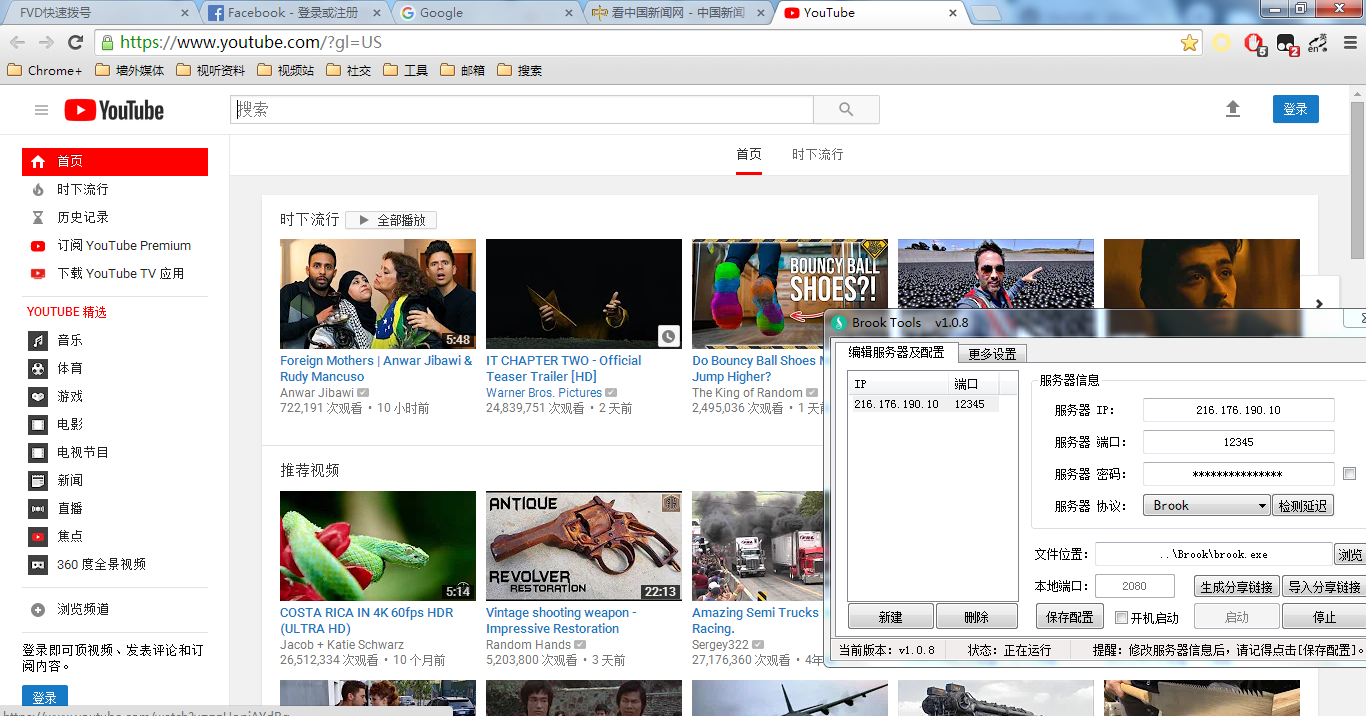 FVD快速拨号
Facebook - 登录或注册
Google
看中国新闻网 - 中国新闻
YouTube
https://www.youtube.com/?gl=US
5
2
英
en
Chrome+
墙外媒体
视听资料
视频站
社交
工具
邮箱
搜索
YouTube
搜索
登录
首页
时下流行
首页
时下流行
历史记录
订阅 YouTube Premium
下载 YouTube TV 应用
YOUTUBE 精选
音乐
体育
游戏
电影
电视节目
新闻
直播
焦点
360 度全景视频
浏览频道
登录即可顶视频、发表评论和订
阅内容。
登录
时下流行
全部播放
5:48
Foreign Mothers | Anwar Jibawi &
Rudy Mancuso
Anwar Jibawi
722,191 次观看 • 10 小时前
IT CHAPTER TWO - Official
Teaser Trailer [HD]
Warner Bros. Pictures
24,839,751 次观看 • 2 天前
BOUNCY BALL
SHOES?!
Do Bouncy Ball Shoes
Jump Higher?
The King of Random
2,495,036 次观看 • 1 天
推荐视频
5:14
COSTA RICA IN 4K 60fps HDR
(ULTRA HD)
Jacob + Katie Schwarz
26,512,334 次观看 • 10 个月前
ANTIQUE
REVOLVER
RESTORATION
22:13
Vintage shooting weapon -
Impressive Restoration
Random Hands
5,203,800 次观看 • 3 天前
Amazing Semi Trucks
Racing.
Sergey322
27,176,360 次观看 • 4年
Brook Tools v1.0.8
编辑服务器及配置
更多设置
IP
端口
216.176.190.10
12345
新建
删除
服务器信息
服务器 IP:
216.176.190.10
服务器 端口:
12345
服务器 密码:
***************
服务器 协议:
Brook
检测延迟
文件位置:
..\Brook\brook.exe
浏览
本地端口:
2080
生成分享链接
导入分享链接
保存配置
开机启动
启动
停止
当前版本: v1.0.8
状态: 正在运行
提醒: 修改服务器信息后, 请记得点击[保存配置]。